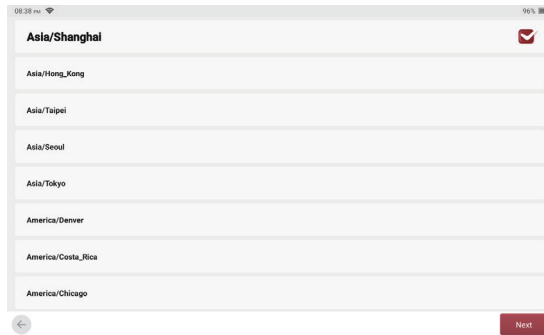 08:38 PM
96%
Asia/Shanghai
Asia/Hong_Kong
Asia/Taipei
Asia/Seoul
Asia/Tokyo
America/Denver
America/Costa_Rica
America/Chicago
Next